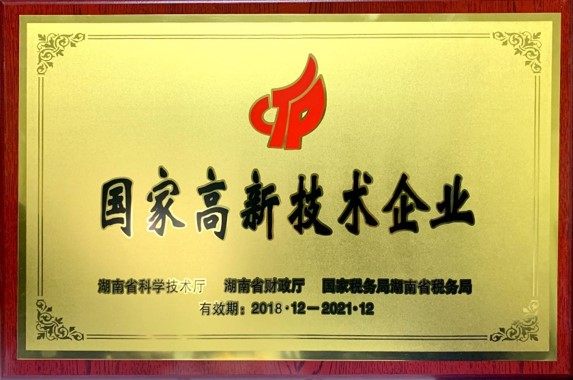 国家高新技术企业
湖南省科学技术厅 湖南省财政厅 国家税务局湖南省税务局
有效期：2018·12—2021·12